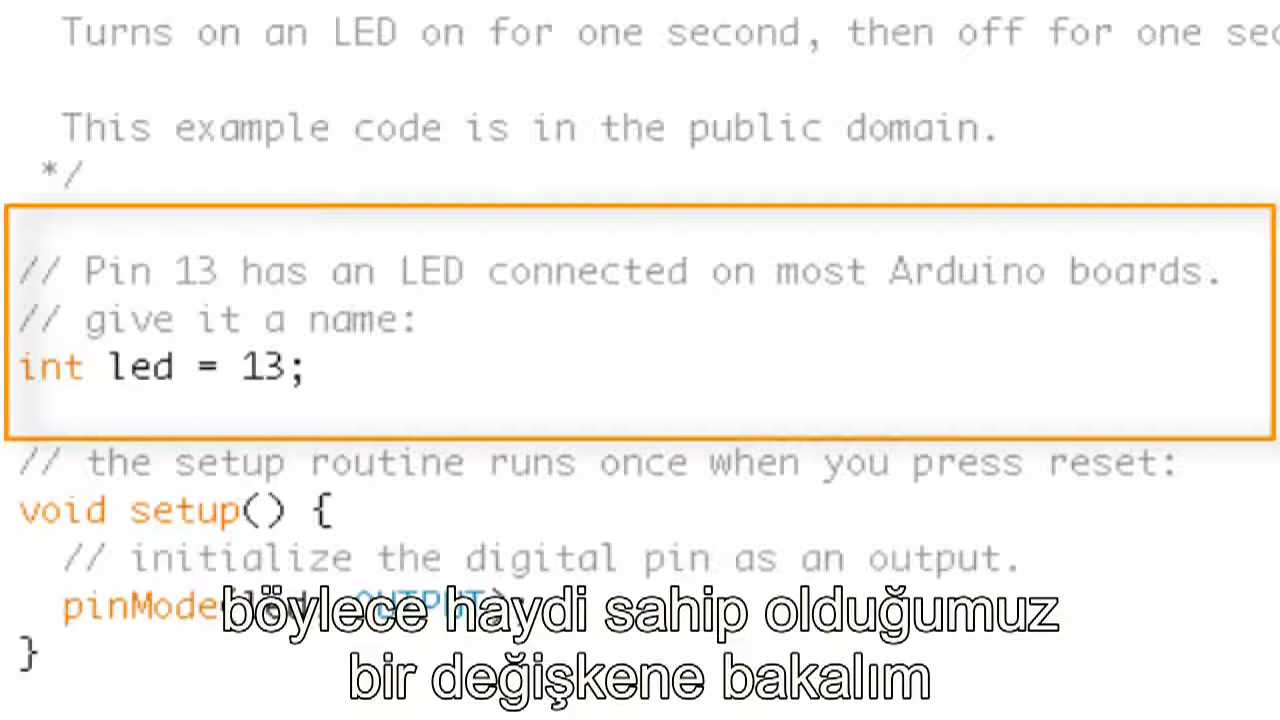 Turns on an LED on for one second, then off for one sec
This example code is in the public domain.
*/
// Pin 13 has an LED connected on most Arduino boards.
// give it a name:
int led = 13;
// the setup routine runs once when you press reset:
void setup() {
// initialize the digital pin as an output.
pinMode(led, OUTPUT);
}
böylece haydi sahip olduğumuz
bir değişkene bakalım